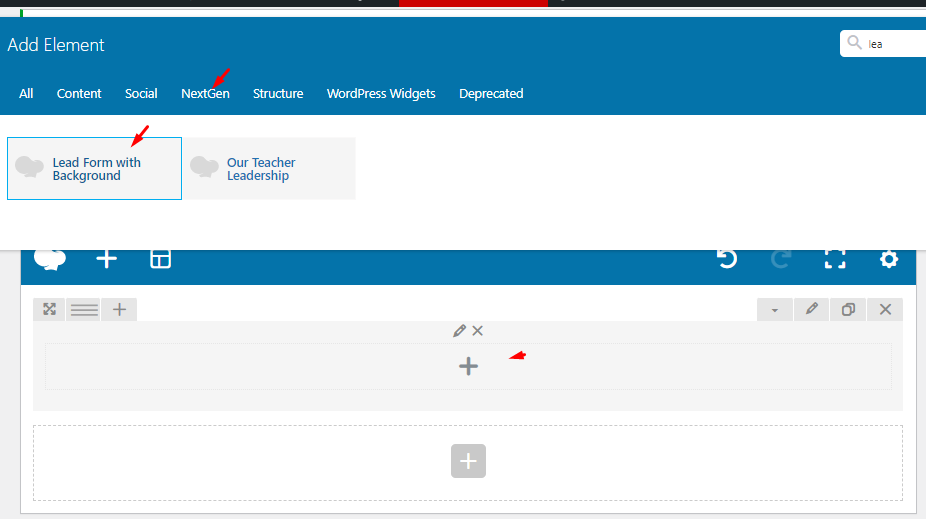 Add Element
lea
All Content Social NextGen Structure WordPress Widgets Deprecated
Lead Form with
Background
Our Teacher
Leadership